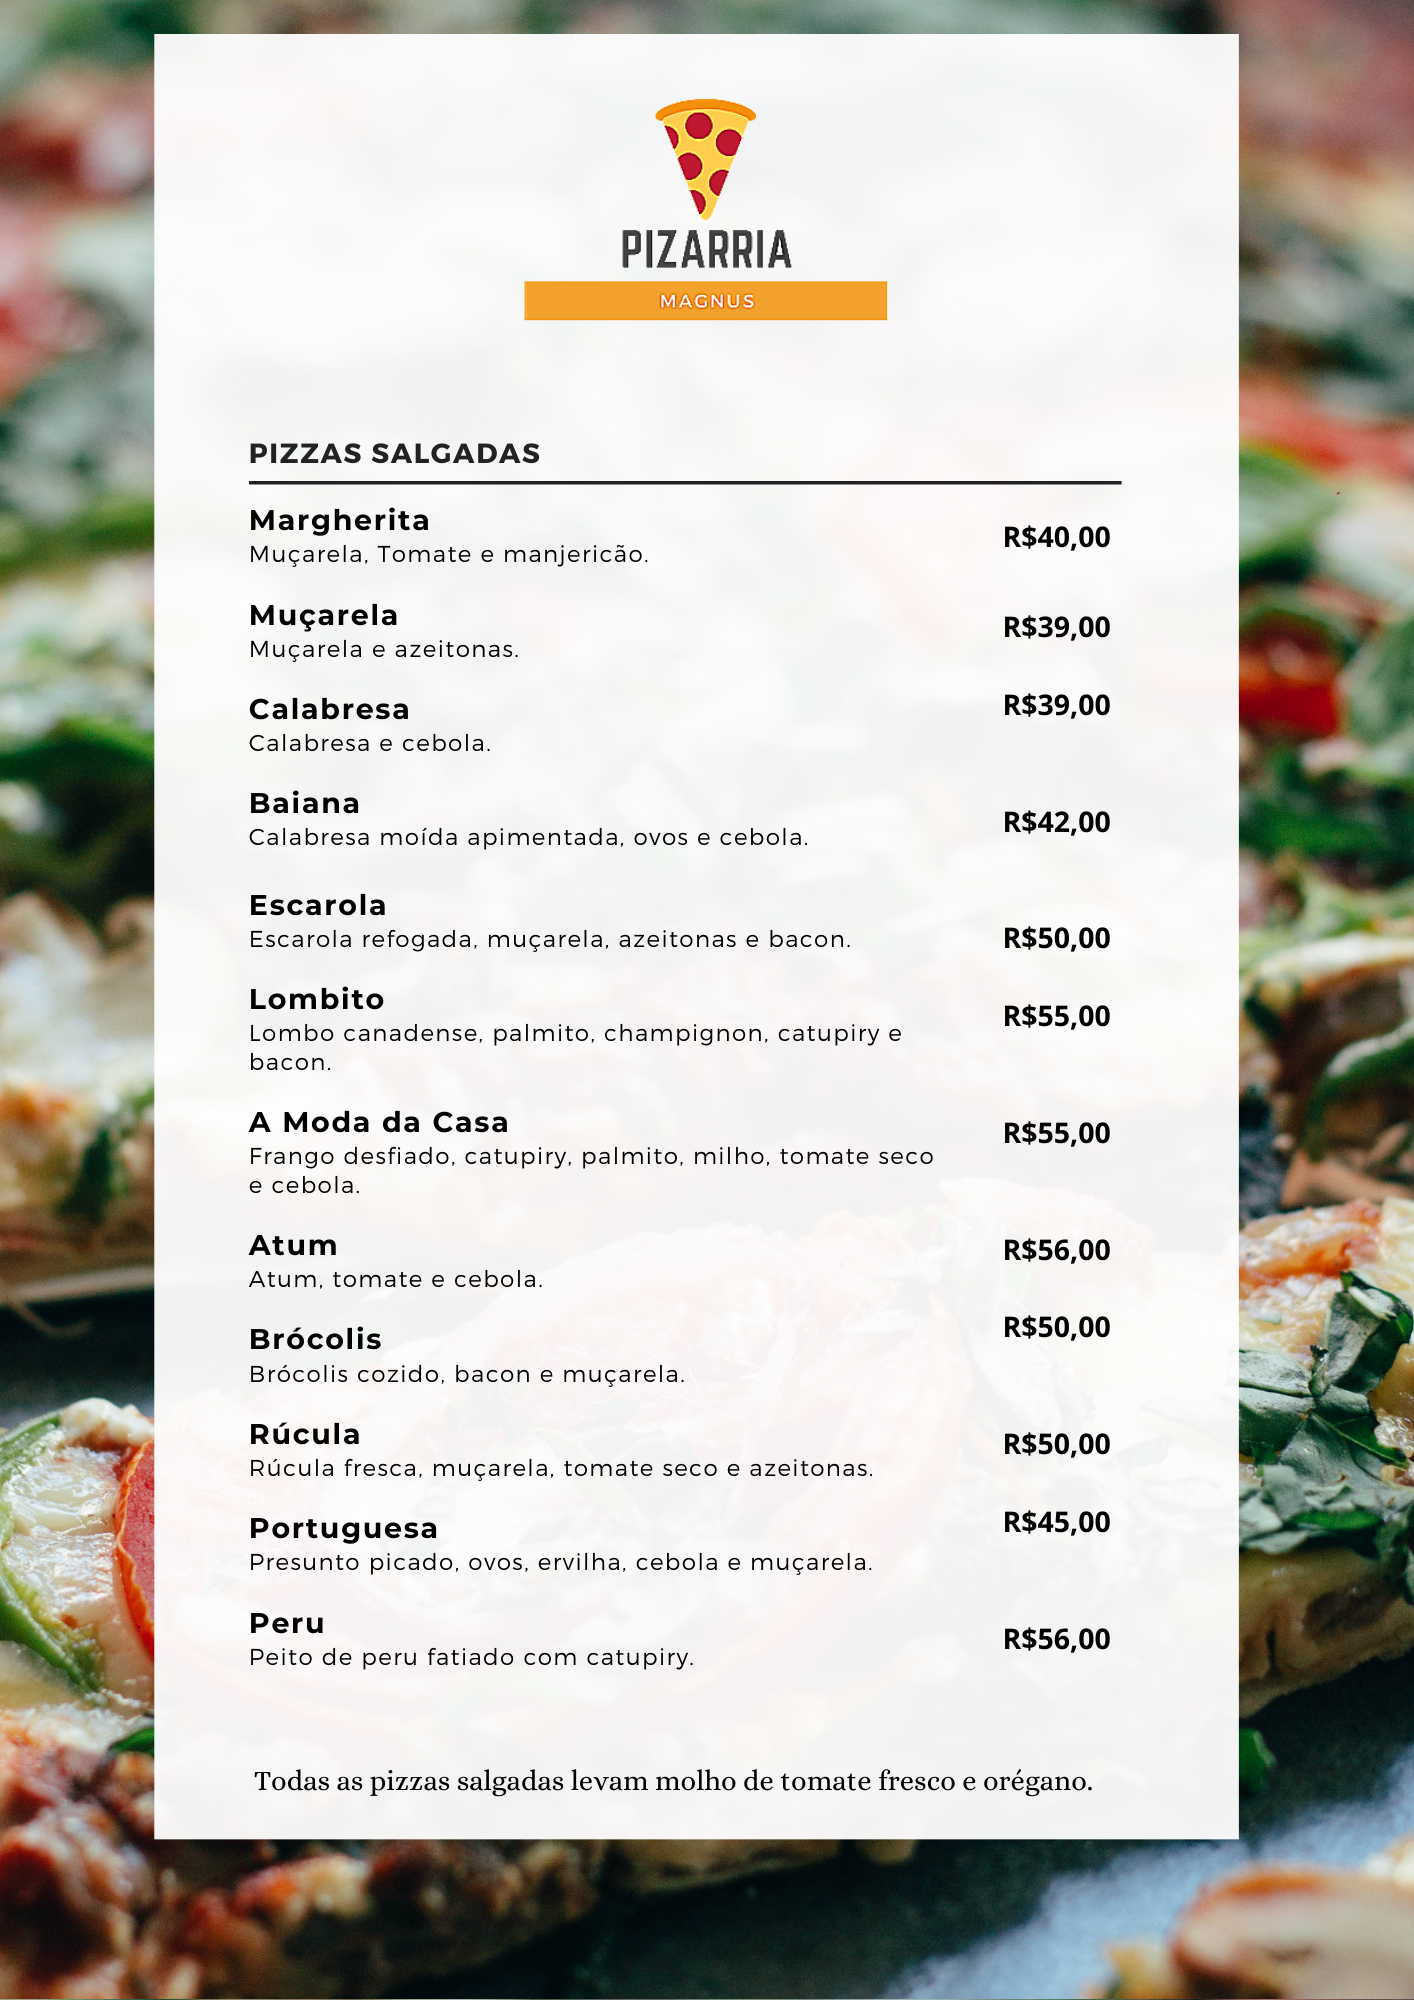 PIZARRIA
MAGNUS
PIZZAS SALGADAS
Margherita
R$40,00
Muçarela, Tomate e manjericão.
Muçarela
R$39,00
Muçarela e azeitonas.
Calabresa
R$39,00
Calabresa e cebola.
Baiana
R$42,00
Calabresa moída apimentada, ovos e cebola.
Escarola
Escarola refogada, muçarela, azeitonas e bacon.
R$50,00
Lombito
R$55,00
Lombo canadense, palmito, champignon, catupiry e
bacon.
A Moda da Casa
R$55,00
Frango desfiado, catupiry, palmito, milho, tomate seco
e cebola.
Atum
R$56,00
Atum, tomate e cebola.
Brócolis
R$50,00
Brócolis cozido, bacon e muçarela.
Rúcula
R$50,00
Rúcula fresca, muçarela, tomate seco e azeitonas.
Portuguesa
R$45,00
Presunto picado, ovos, ervilha, cebola e muçarela.
Peru
R$56,00
Peito de peru fatiado com catupiry.
Todas as pizzas salgadas levam molho de tomate fresco e orégano.